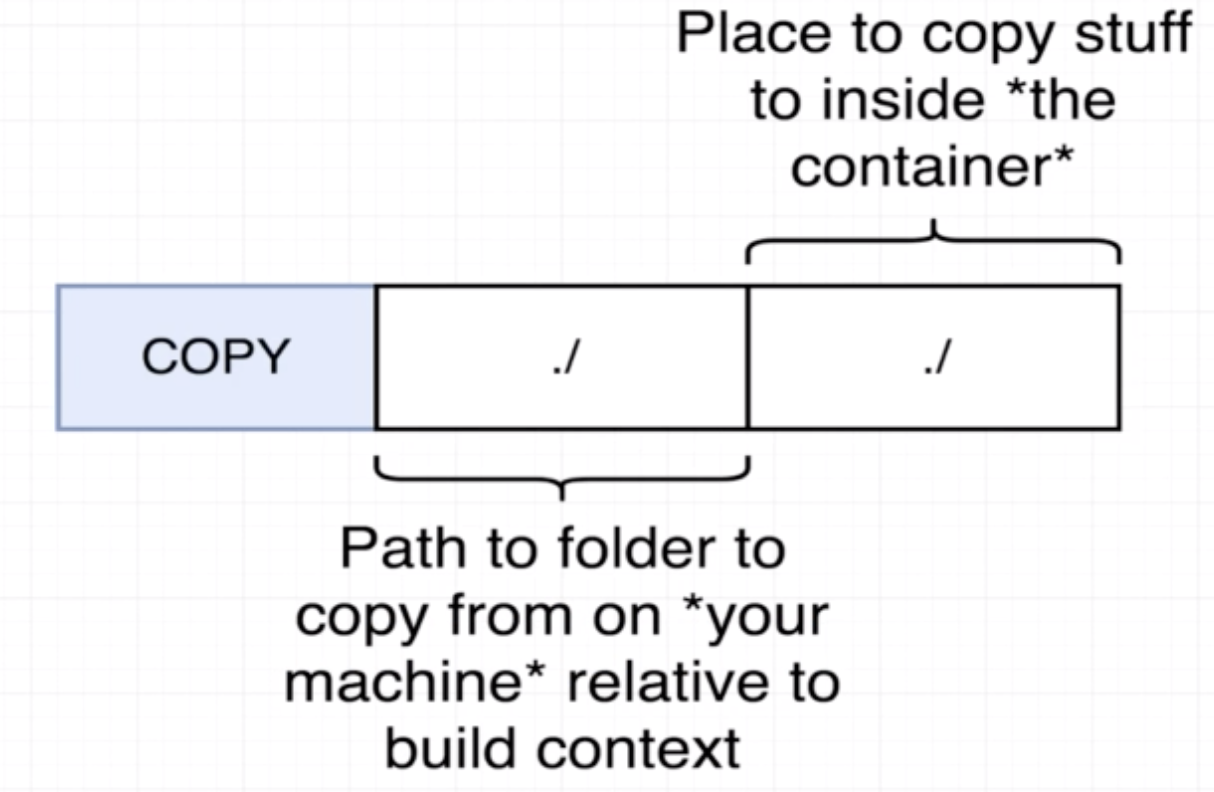 Place to copy stuff
to inside *the
container*
COPY
./
./
Path to folder to
copy from on *your
machine* relative to
build context